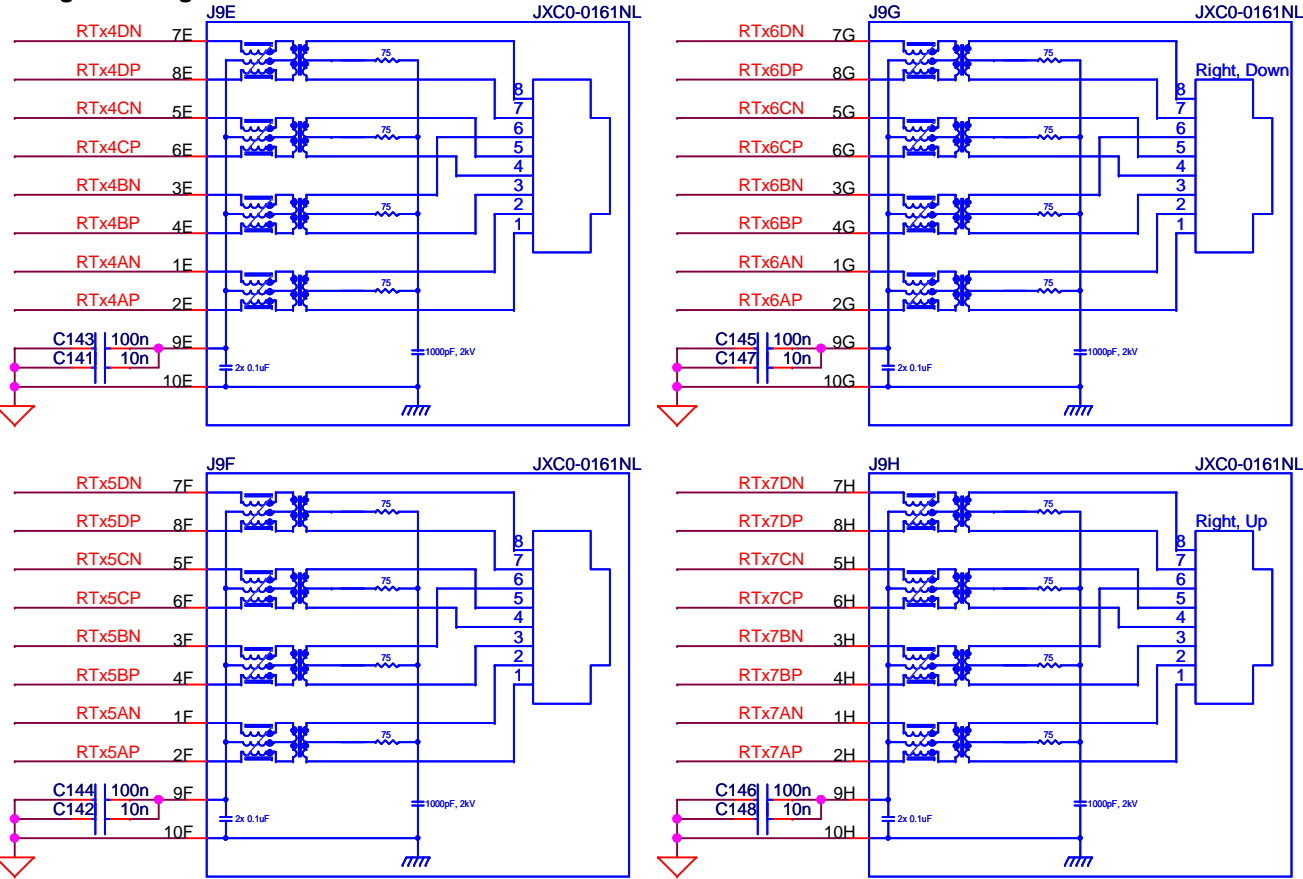 J9E JXC0-0161NL
RTx4DN 7E
75
RTx4DP 8E
8
7
RTx4CN 5E
75
6
RTx4CP 6E
5
4
RTx4BN 3E
3
75
2
RTx4BP 4E
1
RTx4AN 1E
75
RTx4AP 2E
C143 100n 9E
C141 10n
1000pF, 2kV
2x 0.1uF
10E
J9G JXC0-0161NL
RTx6DN 7G
75
RTx6DP 8G
Right, Down
8
7
RTx6CN 5G
75
6
RTx6CP 6G
5
4
RTx6BN 3G
3
75
2
RTx6BP 4G
1
RTx6AN 1G
75
RTx6AP 2G
C145 100n 9G
C147 10n
1000pF, 2kV
2x 0.1uF
10G
J9F JXC0-0161NL
RTx5DN 7F
75
RTx5DP 8F
8
7
RTx5CN 5F
75
6
RTx5CP 6F
5
4
RTx5BN 3F
3
75
2
RTx5BP 4F
1
RTx5AN 1F
75
RTx5AP 2F
C144 100n 9F
C142 10n
1000pF, 2kV
2x 0.1uF
10F
J9H JXC0-0161NL
RTx7DN 7H
75
RTx7DP 8H
Right, Up
8
7
RTx7CN 5H
75
6
RTx7CP 6H
5
4
RTx7BN 3H
3
75
2
RTx7BP 4H
1
RTx7AN 1H
75
RTx7AP 2H
C146 100n 9H
C148 10n
1000pF, 2kV
2x 0.1uF
10H